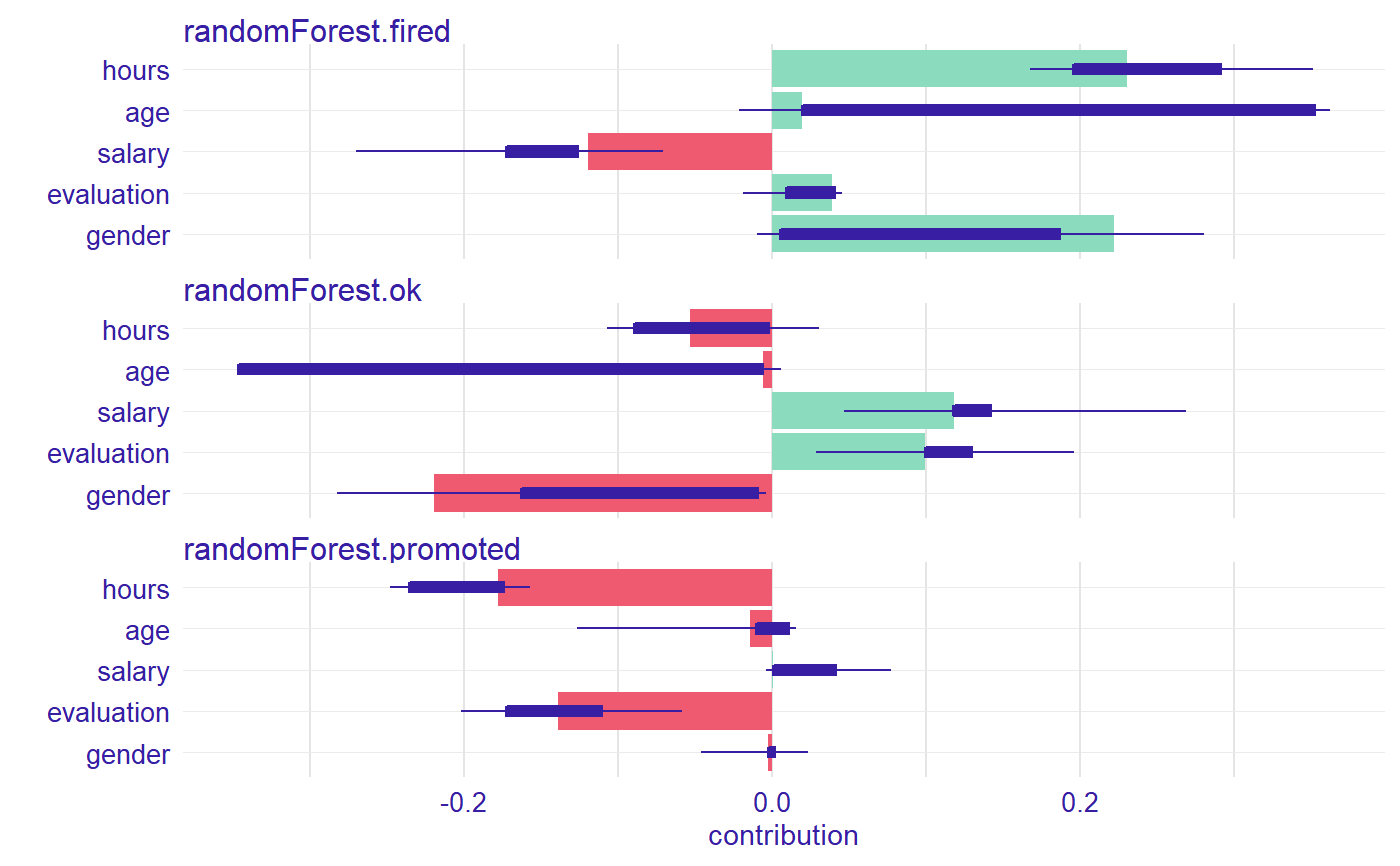 randomForest.fired
hours
age
salary
evaluation
gender
randomForest.ok
hours
age
salary
evaluation
gender
randomForest.promoted
hours
age
salary
evaluation
gender
-0.2 0.0 0.2
contribution